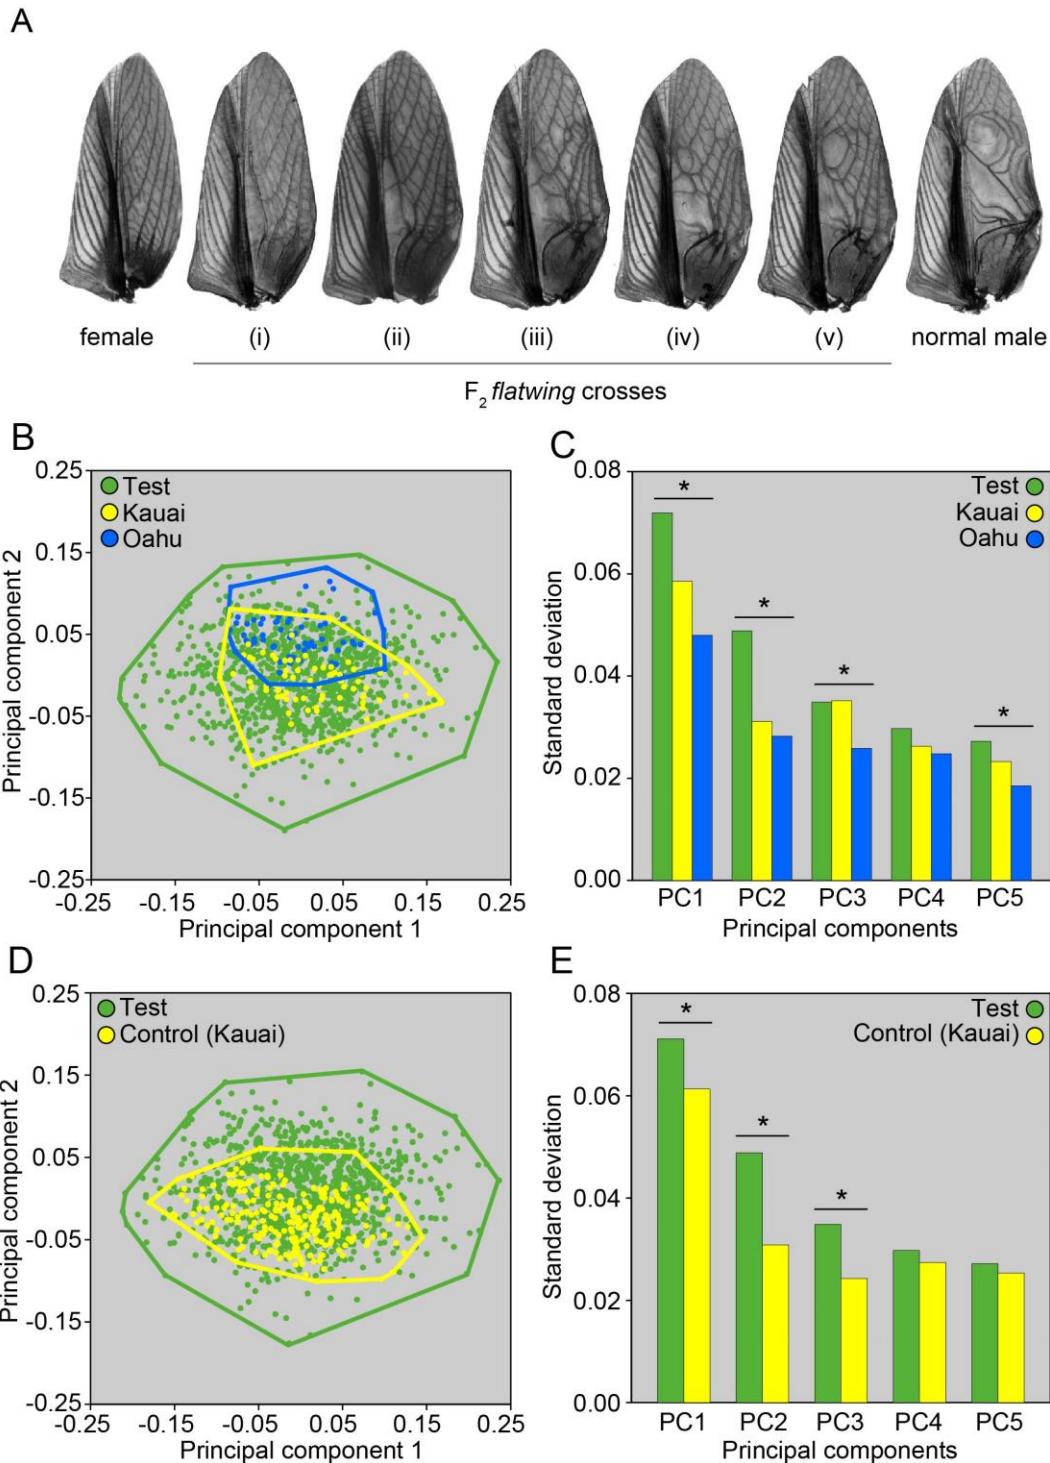 A
female
(i)
(ii)
(iii)
(iv)
(v)
normal male
F2 flatwing crosses
B
0.25
0.15
0.05
-0.05
-0.15
-0.25
Principal component 2
Test
Kauai
Oahu
-0.25 -0.15 -0.05 0.05 0.15 0.25
Principal component 1
C
0.08
0.06
0.04
0.02
0.00
Standard deviation
Test
Kauai
Oahu
*
*
*
*
PC1 PC2 PC3 PC4 PC5
Principal components
D
0.25
0.15
0.05
-0.05
-0.15
-0.25
Principal component 2
Test
Control (Kauai)
-0.25 -0.15 -0.05 0.05 0.15 0.25
Principal component 1
E
0.08
0.06
0.04
0.02
0.00
Standard deviation
Test
Control (Kauai)
*
*
*
PC1 PC2 PC3 PC4 PC5
Principal components